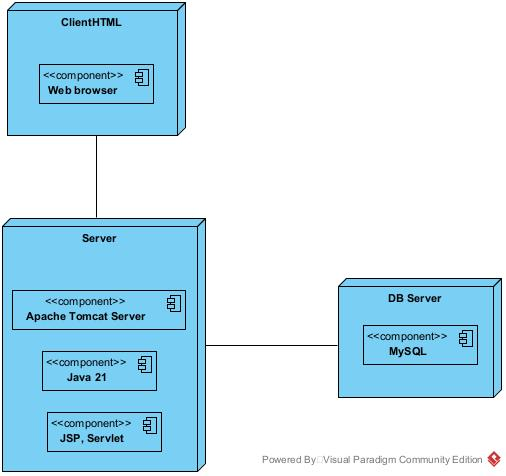 ClientHTML
<<component>>
Web browser
Server
<<component>>
Apache Tomcat Server
<<component>>
Java 21
<<component>>
JSP, Servlet
DB Server
<<component>>
MySQL
Powered By Visual Paradigm Community Edition